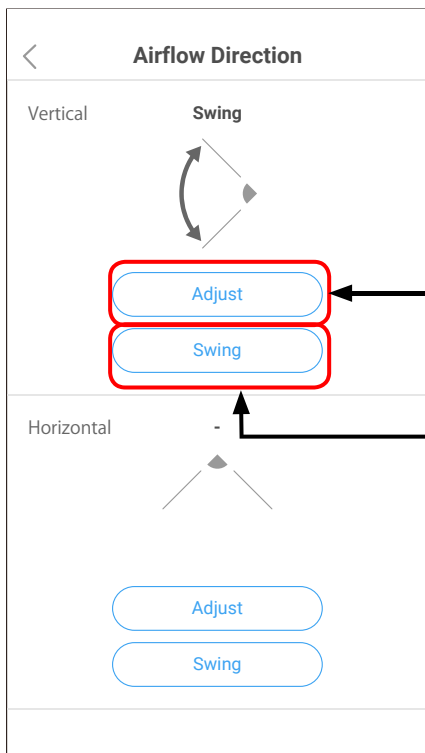 Airflow Direction
Vertical
Swing
Adjust
Swing
Horizontal
-
Adjust
Swing